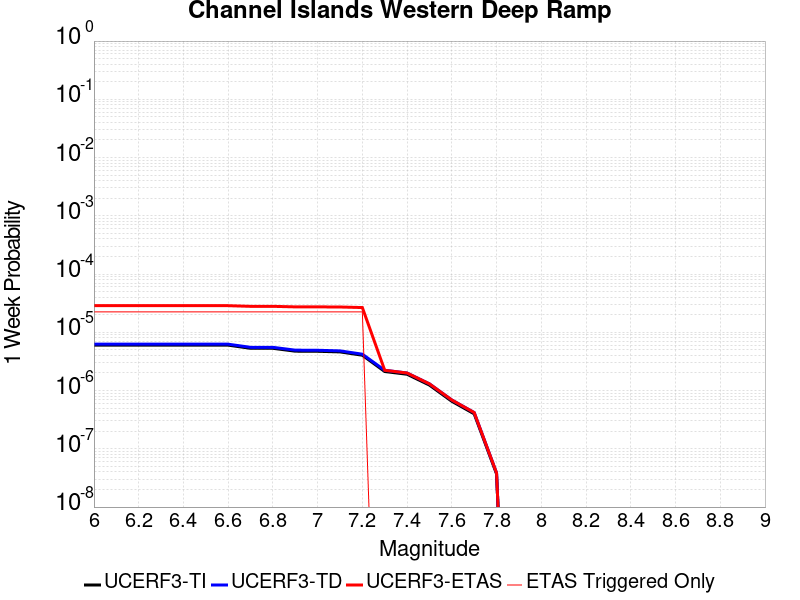 Channel Islands Western Deep Ramp
10^0
10^-1
10^-2
10^-3
10^-4
10^-5
10^-6
10^-7
10^-8
1 Week Probability
6 6.2 6.4 6.6 6.8 7 7.2 7.4 7.6 7.8 8 8.2 8.4 8.6 8.8 9
Magnitude
UCERF3-TI UCERF3-TD UCERF3-ETAS ETAS Triggered Only